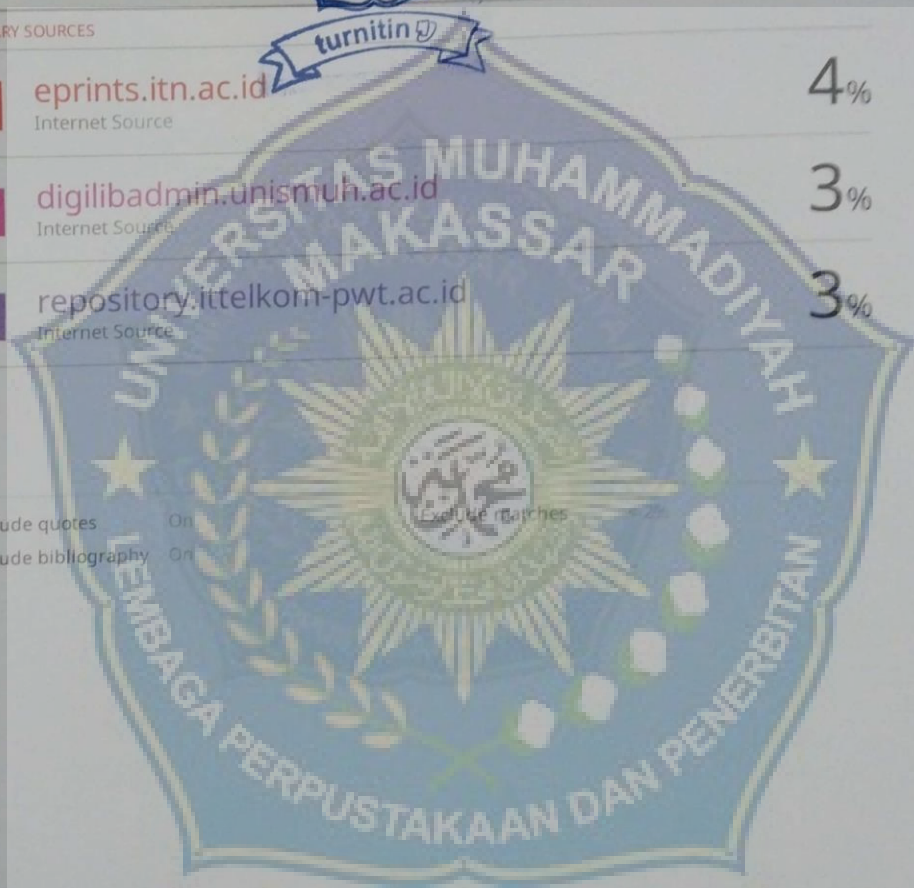 RY SOURCES
turnitin
eprints.itn.ac.id
Internet Source
4%
digilibadmin.unismuh.ac.id
Internet Source
3%
repository.ittelkom-pwt.ac.id
Internet Source
3%
UNIVERSITAS MUHAMMADIYAH
MAKASSAR
ude quotes On
Exclude matches
ude bibliography On
LEMBAGA PERPUSTAKAAN DAN PENERBITAN